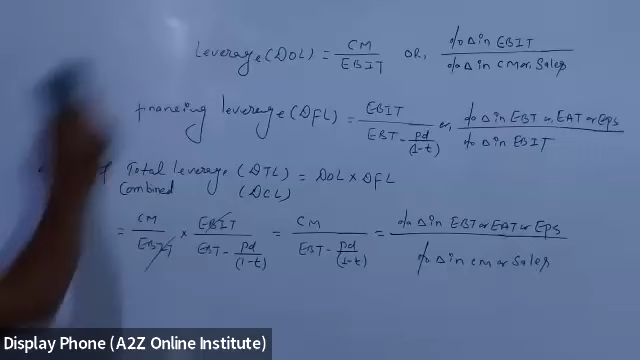 Leverage (DOL) = CM / EBIT OR, % Δ in EBIT / % Δ in CM or, Sales
Financing leverage (DFL) = EBIT / EBT - pd/(1-t) or, % Δ in EBT or, EAT or Eps / % Δ in EBIT
Total leverage (DTL) = DOL × DFL
Combined (DCL)
= CM / EBIT × EBIT / EBT - pd/(1-t) = CM / EBT - pd/(1-t) = % Δ in EBT or EAT or Eps / % Δ in CM or Sales
Display Phone (A2Z Online Institute)